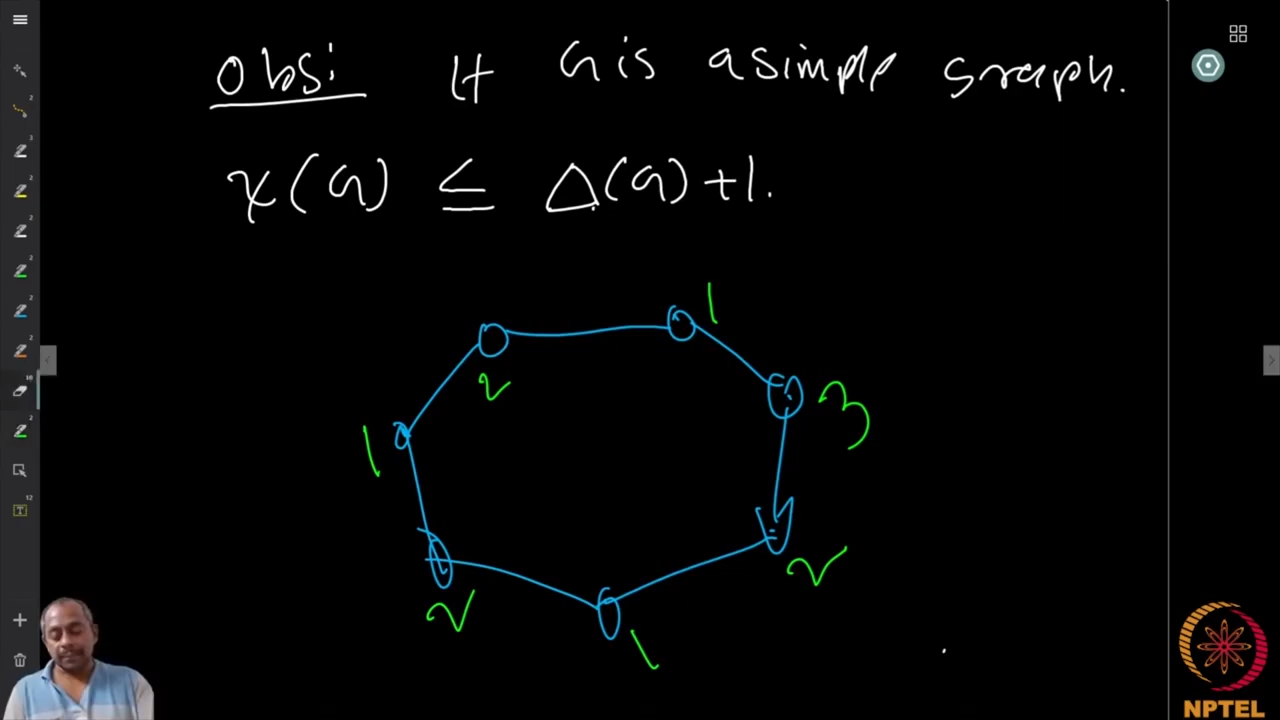 Obs: If G is a simple graph.
χ(G) ≤ Δ(G) + 1.
1
2
3
1
2
2
1
NPTEL